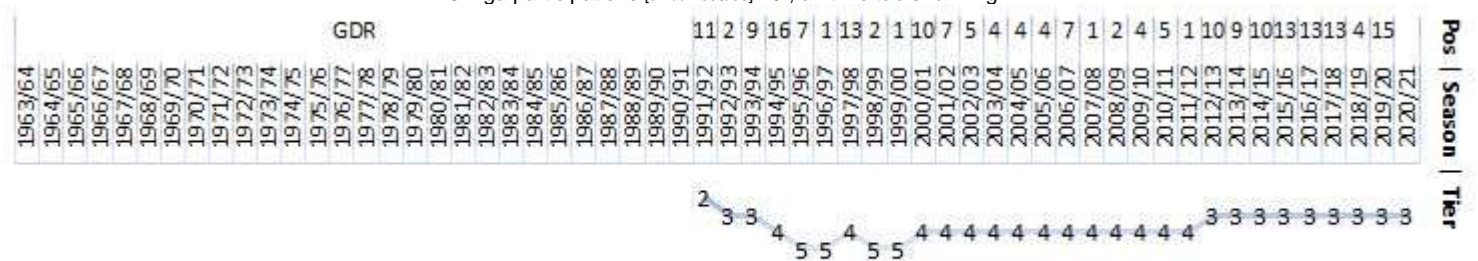 GDR 11 2 9 16 7 1 13 2 1 10 7 5 4 4 4 7 1 2 4 5 1 10 9 10 13 13 13 4 15
1963/64 1964/65 1965/66 1966/67 1967/68 1968/69 1969/70 1970/71 1971/72 1972/73 1973/74 1974/75 1975/76 1976/77 1977/78 1978/79 1979/80 1980/81 1981/82 1982/83 1983/84 1984/85 1985/86 1986/87 1987/88 1988/89 1989/90 1990/91 1991/92 1992/93 1993/94 1994/95 1995/96 1996/97 1997/98 1998/99 1999/00 2000/01 2001/02 2002/03 2003/04 2004/05 2005/06 2006/07 2007/08 2008/09 2009/10 2010/11 2011/12 2012/13 2013/14 2014/15 2015/16 2016/17 2017/18 2018/19 2019/20 2020/21
2 3 3 4 5 5 4 5 5 4 4 4 4 4 4 4 4 4 4 4 4 3 3 3 3 3 3 3 3 3
Pos | Season | Tier